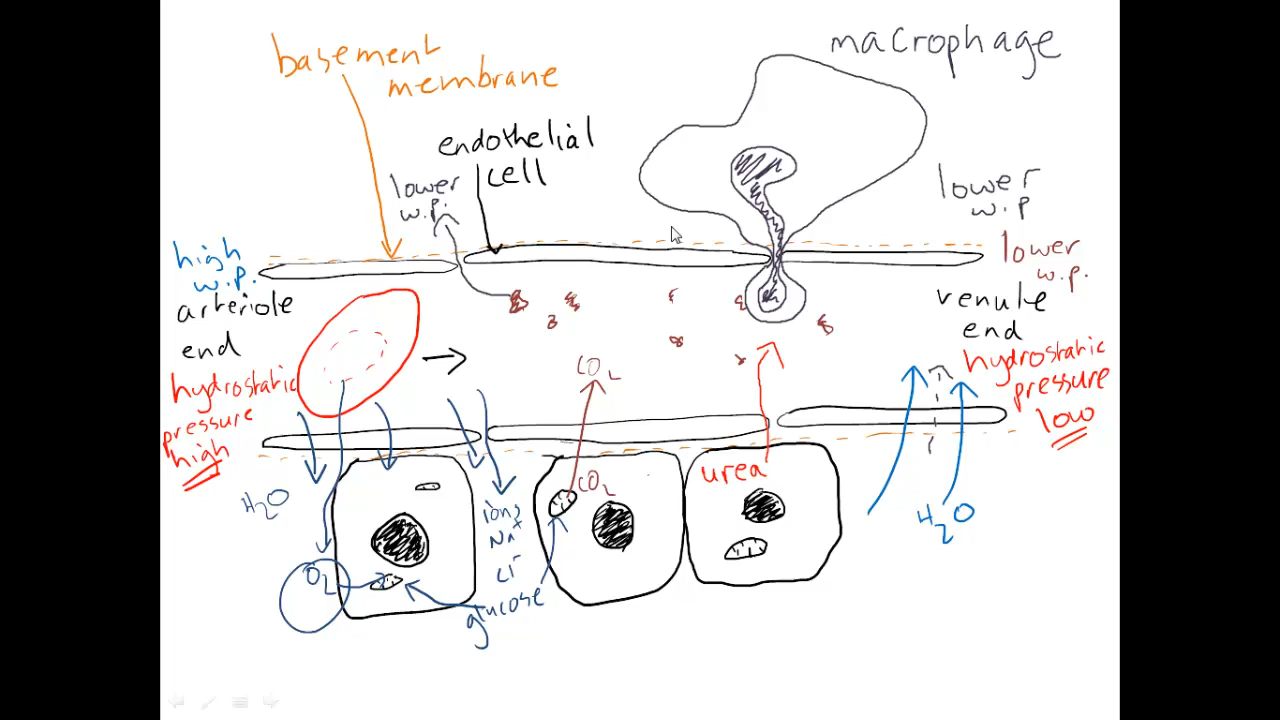 basement
membrane
macrophage
endothelial
cell
lower
w.p.
lower
w.p
high
w.p.
lower
w.p.
arteriole
end
venule
end
hydrostatic
pressure
high
hydrostatic
pressure
low
CO2
CO2
urea
H2O
ions
Na+
Cl-
H2O
O2
glucose